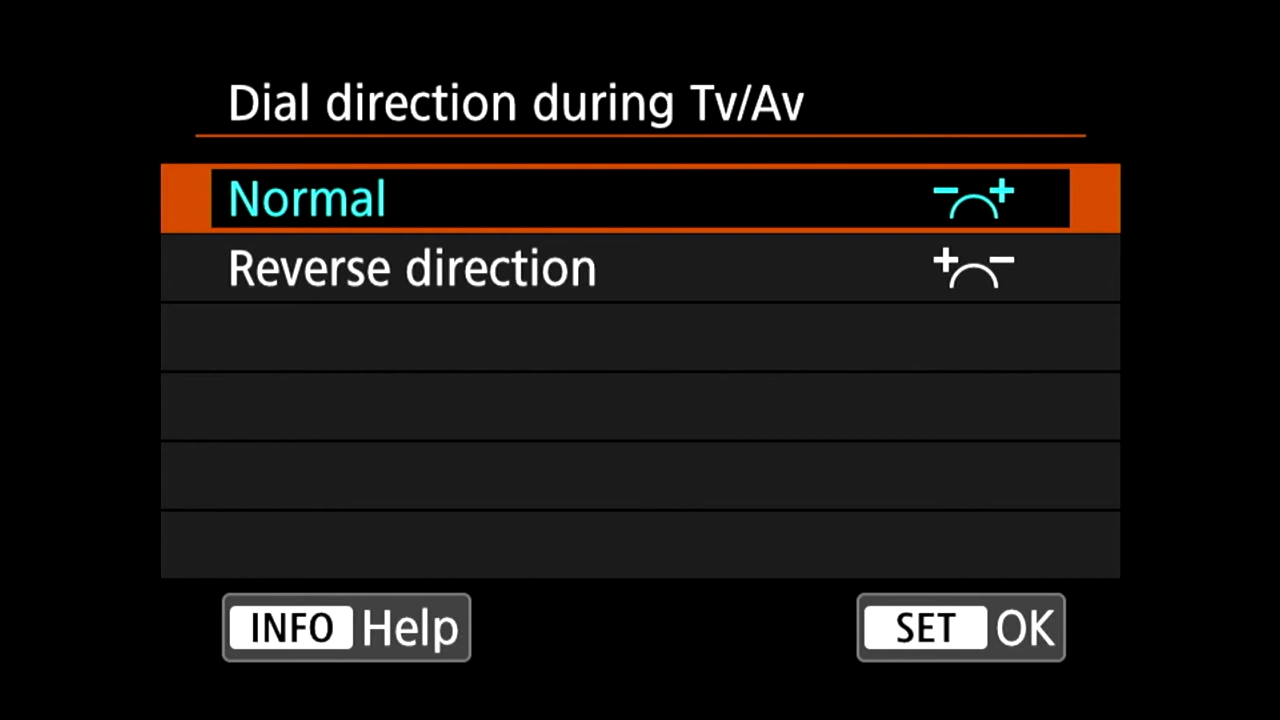 Dial direction during Tv/Av
Normal - +
Reverse direction + -
INFO Help SET OK